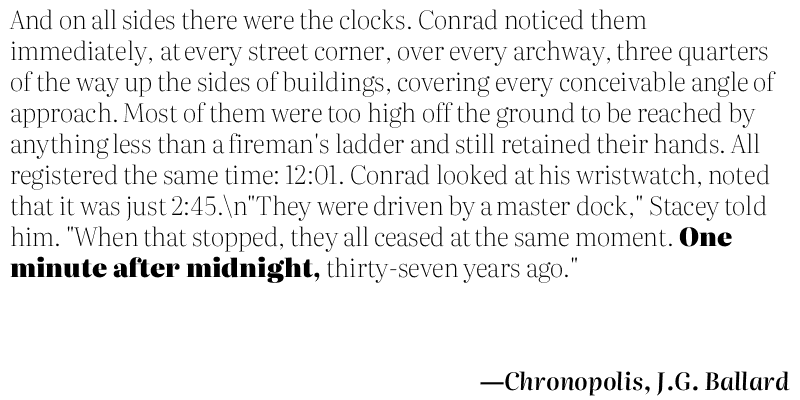 And on all sides there were the clocks. Conrad noticed them
immediately, at every street corner, over every archway, three quarters
of the way up the sides of buildings, covering every conceivable angle of
approach. Most of them were too high off the ground to be reached by
anything less than a fireman's ladder and still retained their hands. All
registered the same time: 12:01. Conrad looked at his wristwatch, noted
that it was just 2:45.\n"They were driven by a master dock," Stacey told
him. "When that stopped, they all ceased at the same moment. One
minute after midnight, thirty-seven years ago."
—Chronopolis, J.G. Ballard